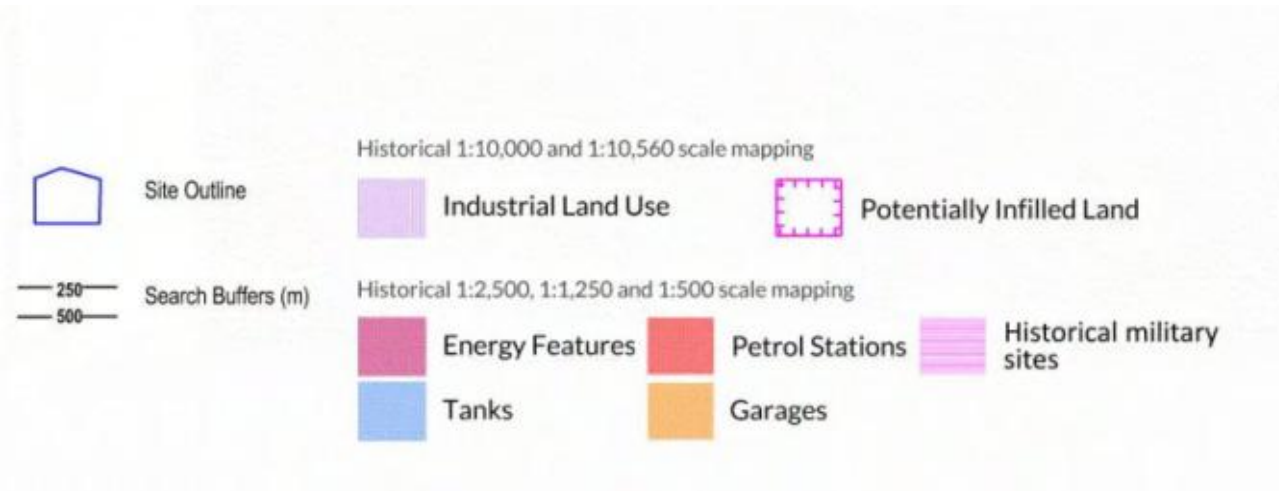 Historical 1:10,000 and 1:10,560 scale mapping
Site Outline
Industrial Land Use
Potentially Infilled Land
250
500
Search Buffers (m)
Historical 1:2,500, 1:1,250 and 1:500 scale mapping
Energy Features
Petrol Stations
Historical military
sites
Tanks
Garages